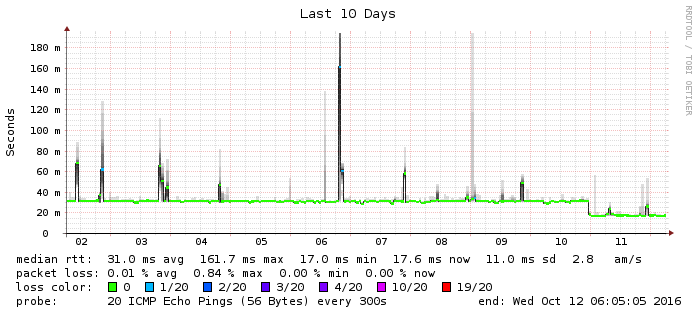 Last 10 Days
RRDTOOL / TOBI OETIKER
Seconds
180 m
160 m
140 m
120 m
100 m
80 m
60 m
40 m
20 m
0
02 03 04 05 06 07 08 09 10 11
median rtt: 31.0 ms avg 161.7 ms max 17.0 ms min 17.6 ms now 11.0 ms sd 2.8 am/s
packet loss: 0.01 % avg 0.84 % max 0.00 % min 0.00 % now
loss color: 0 1/20 2/20 3/20 4/20 10/20 19/20
probe: 20 ICMP Echo Pings (56 Bytes) every 300s end: Wed Oct 12 06:05:05 2016